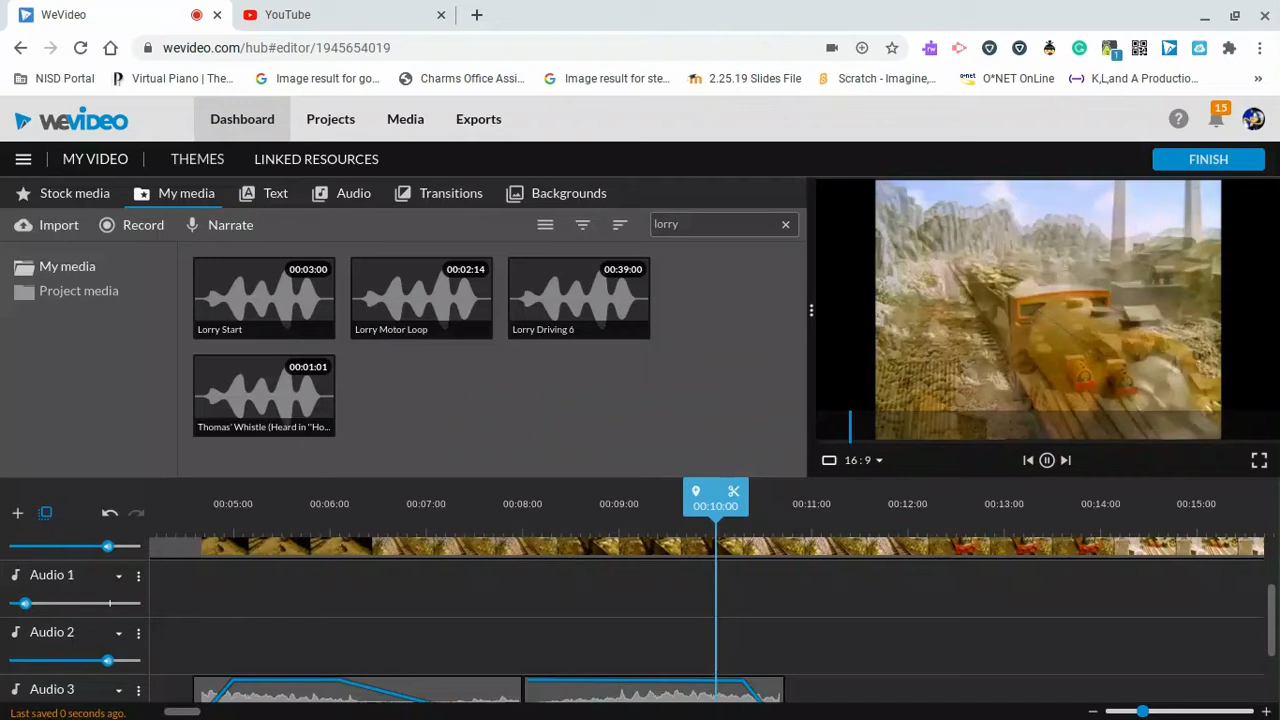 WeVideo
YouTube
wevideo.com/hub#editor/1945654019
1
NISD Portal
Virtual Piano | The...
Image result for go...
Charms Office Assi...
Image result for ste...
2.25.19 Slides File
Scratch - Imagine,...
O*NET OnLine
K,Land A Productio...
»
wevideo
Dashboard
Projects
Media
Exports
15
MY VIDEO
THEMES
LINKED RESOURCES
FINISH
Stock media
My media
Text
Audio
Transitions
Backgrounds
Import
Record
Narrate
lorry
My media
Project media
00:03:00
Lorry Start
00:02:14
Lorry Motor Loop
00:39:00
Lorry Driving 6
00:01:01
Thomas' Whistle (Heard in "Ho...
16:9
00:05:00
00:06:00
00:07:00
00:08:00
00:09:00
00:10:00
00:11:00
00:12:00
00:13:00
00:14:00
00:15:00
Audio 1
Audio 2
Audio 3
Last saved 0 seconds ago.